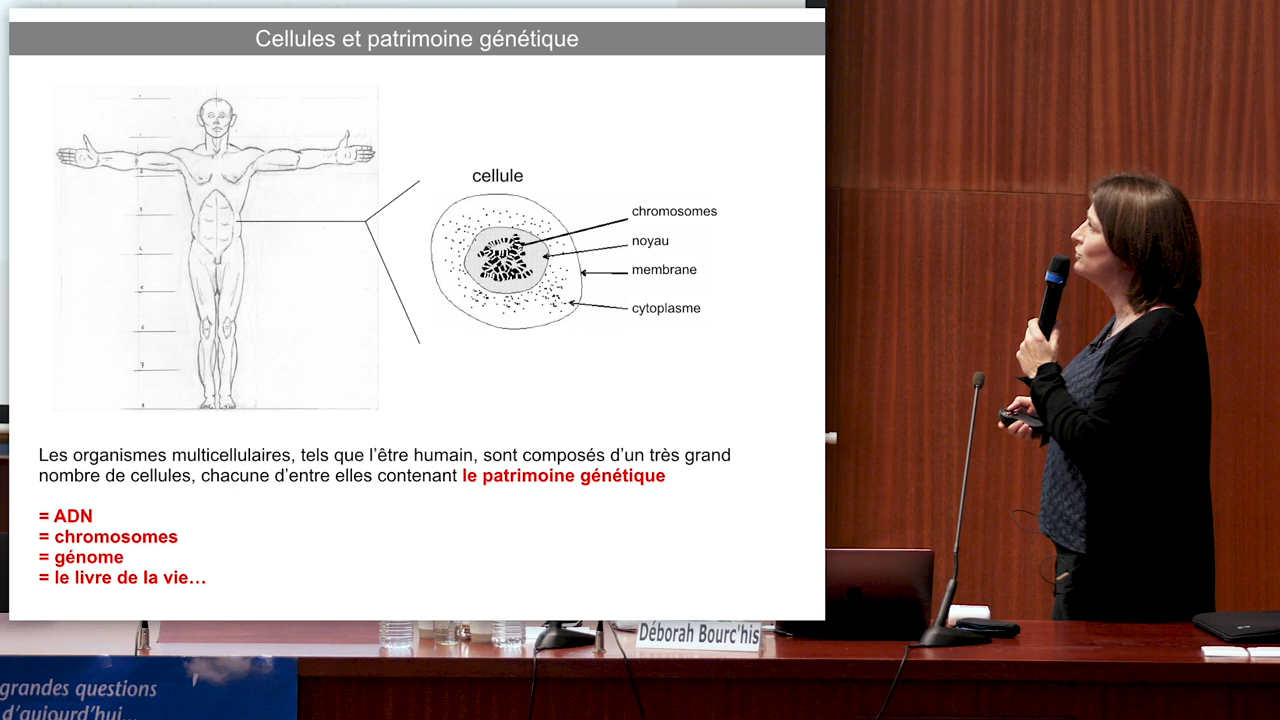 Cellules et patrimoine génétique
cellule
chromosomes
noyau
membrane
cytoplasme
Les organismes multicellulaires, tels que l'être humain, sont composés d'un très grand
nombre de cellules, chacune d'entre elles contenant le patrimoine génétique
= ADN
= chromosomes
= génome
= le livre de la vie…
Déborah Bourc'his
grandes questions
d'aujourd'hui...